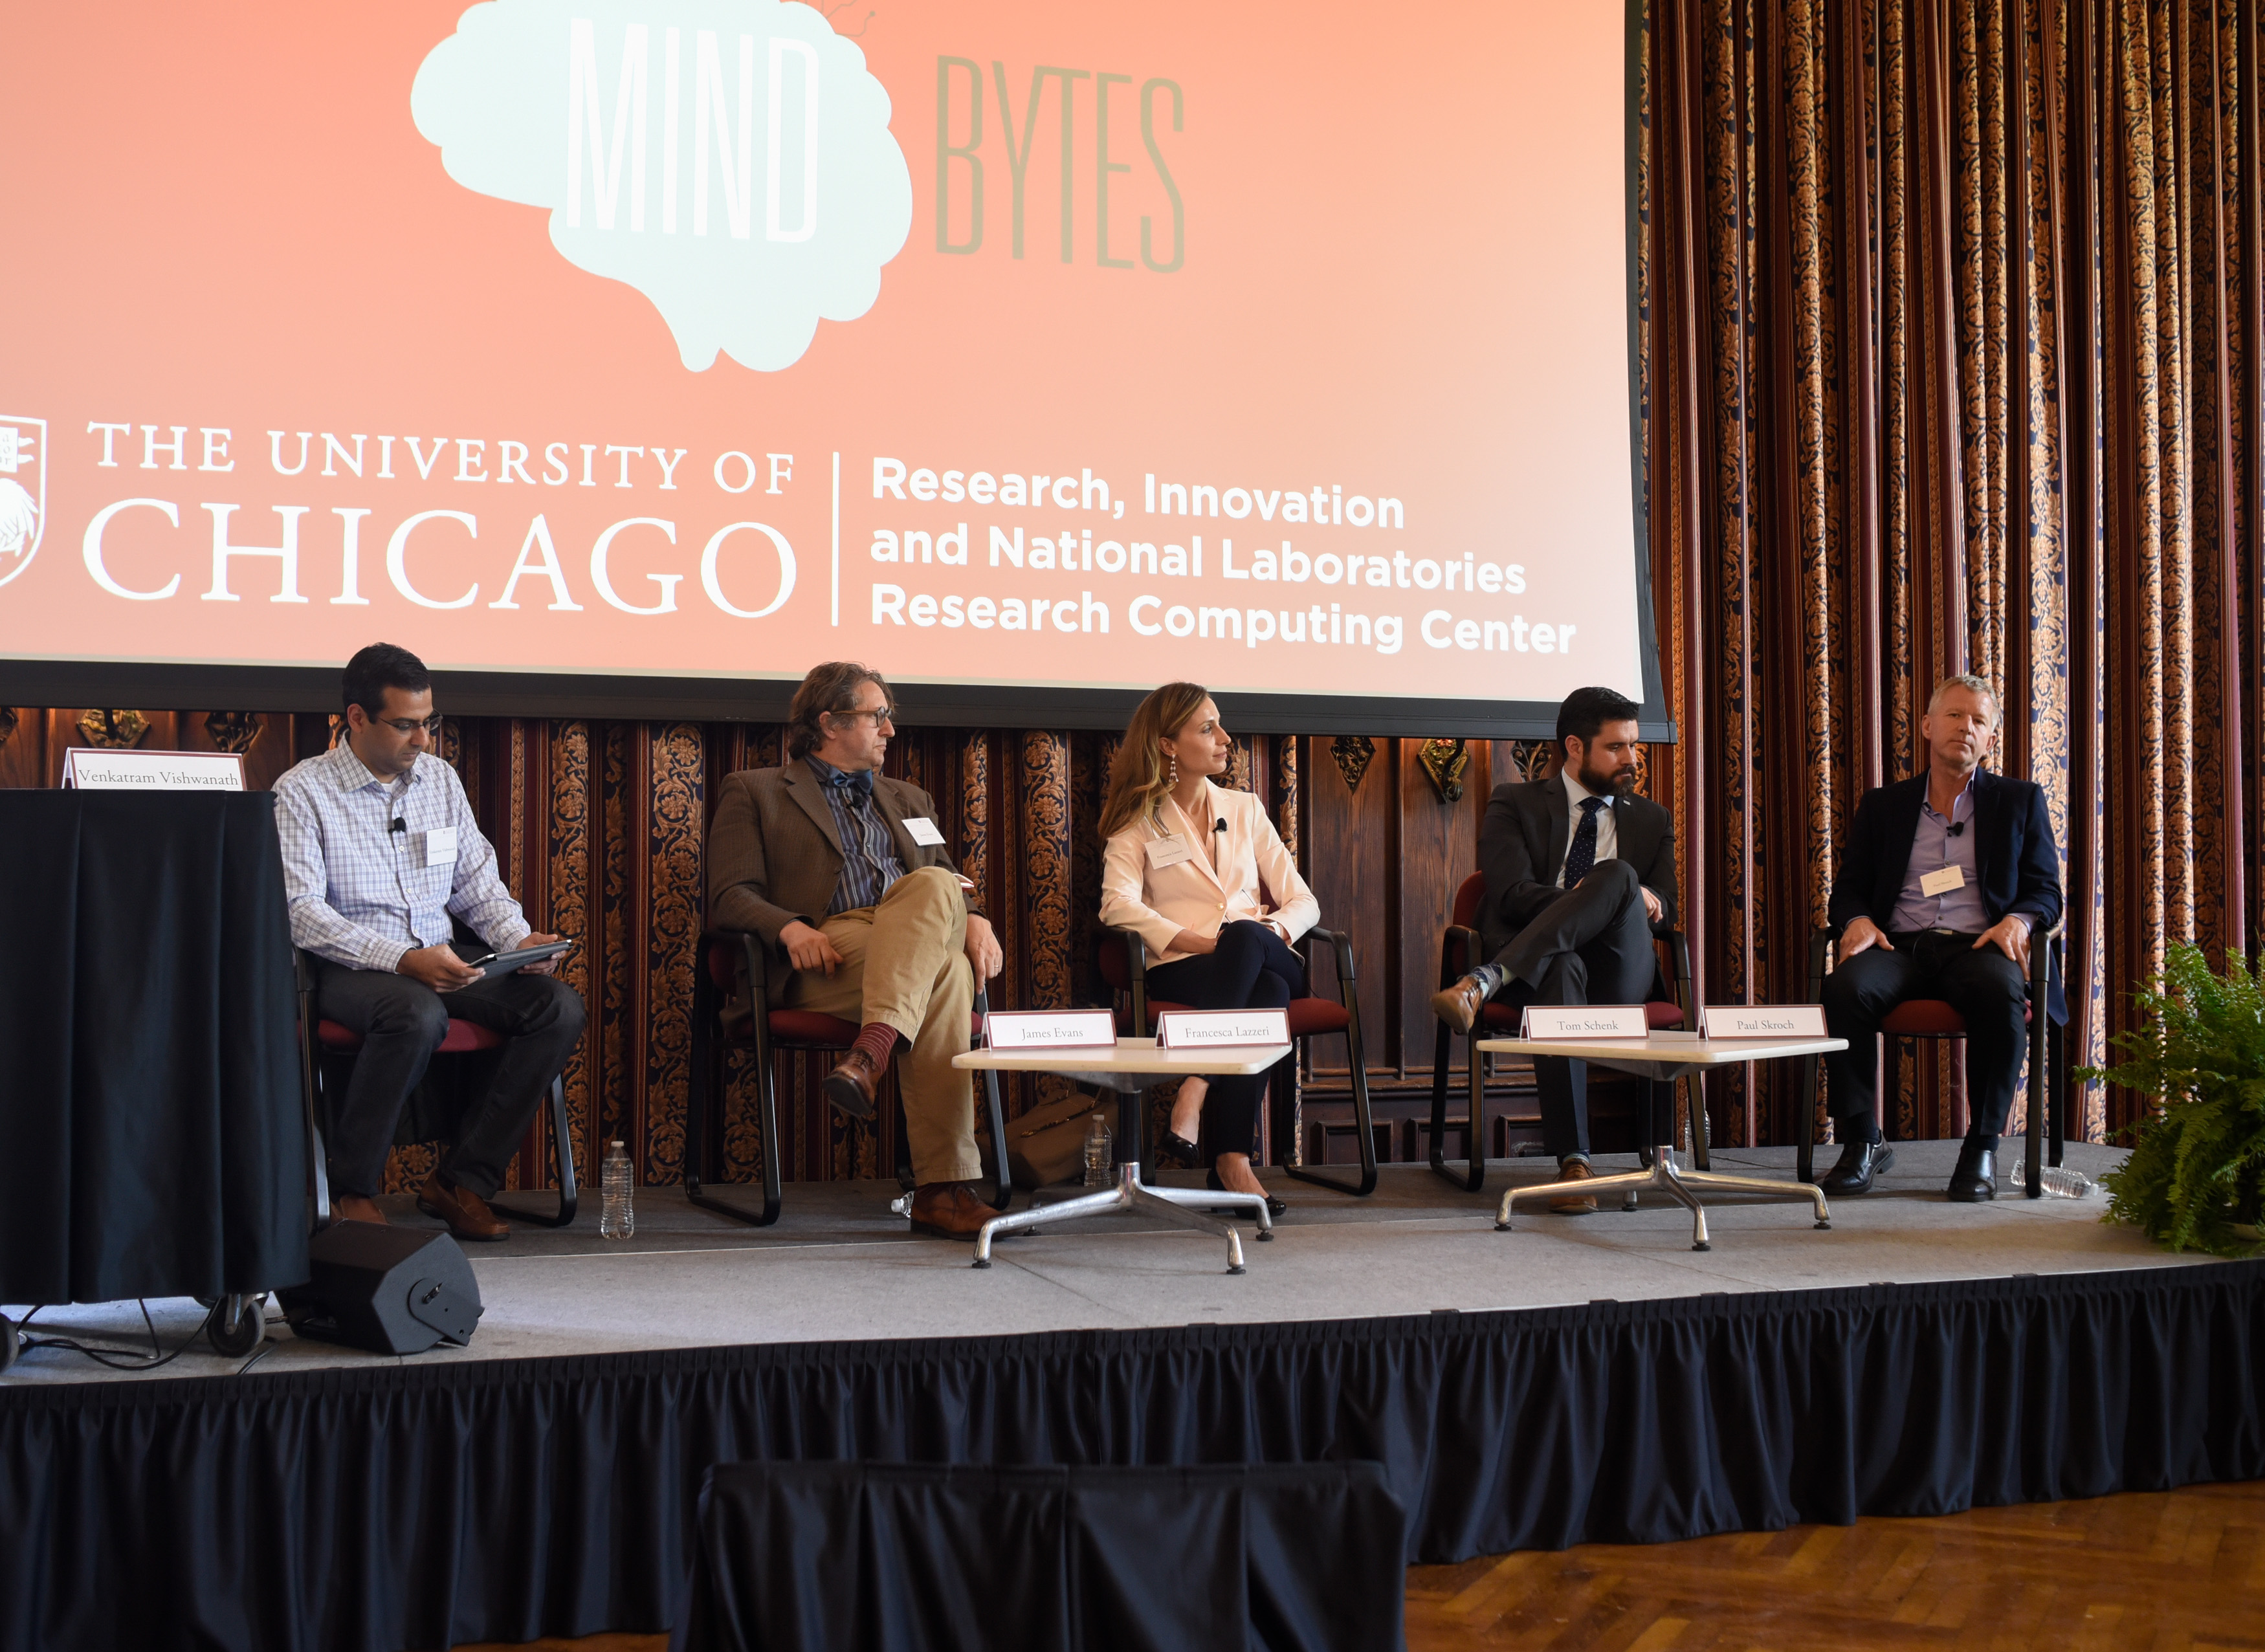 MIND
BYTES
THE UNIVERSITY OF
CHICAGO
Research, Innovation
and National Laboratories
Research Computing Center
Venkatram Vishwanath
James Evans
Francesca Lazzeri
Tom Schenk
Paul Skroch